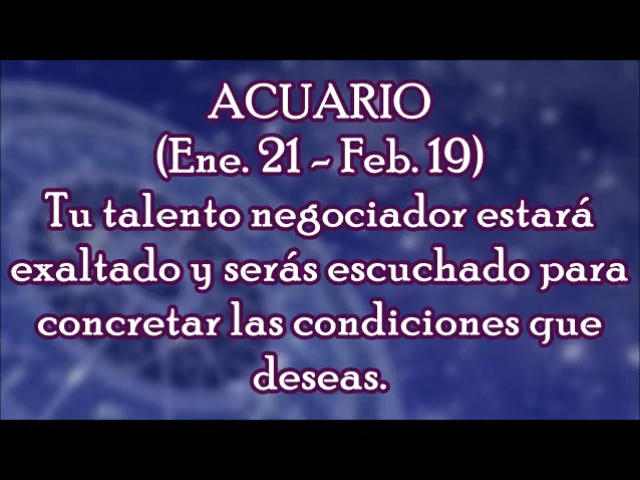 ACUARIO
(Ene. 21 - Feb. 19)
Tu talento negociador estará
exaltado y serás escuchado para
concretar las condiciones que
deseas.